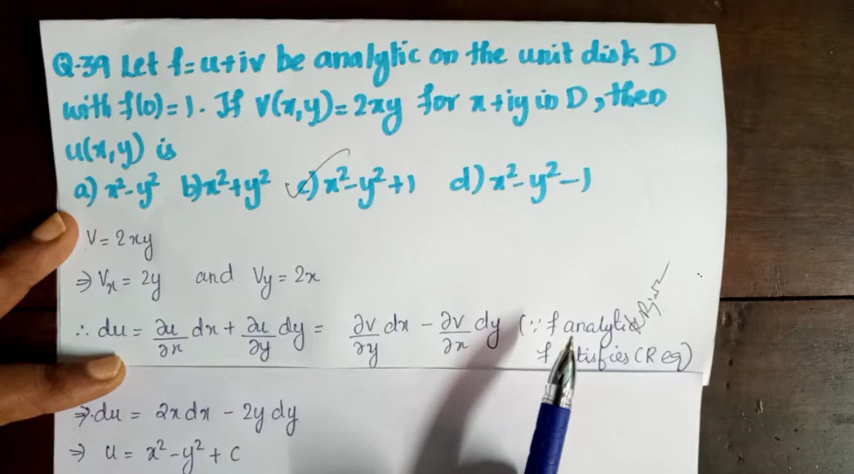 Q.39 Let f=u+iv be analytic on the unit disk D
with f(0)=1. If V(x,y)=2xy for x+iy in D, then
u(x,y) is
a) x²-y² b) x²+y² c) x²-y²+1 d) x²-y²-1
V=2xy
⇒ Vx = 2y and Vy = 2x
∴ du = ∂u/∂x dx + ∂u/∂y dy = ∂v/∂y dx - ∂v/∂x dy (∵ f analytic
f satisfies CR eq)
⇒ du = 2x dx - 2y dy
⇒ u = x²-y²+c